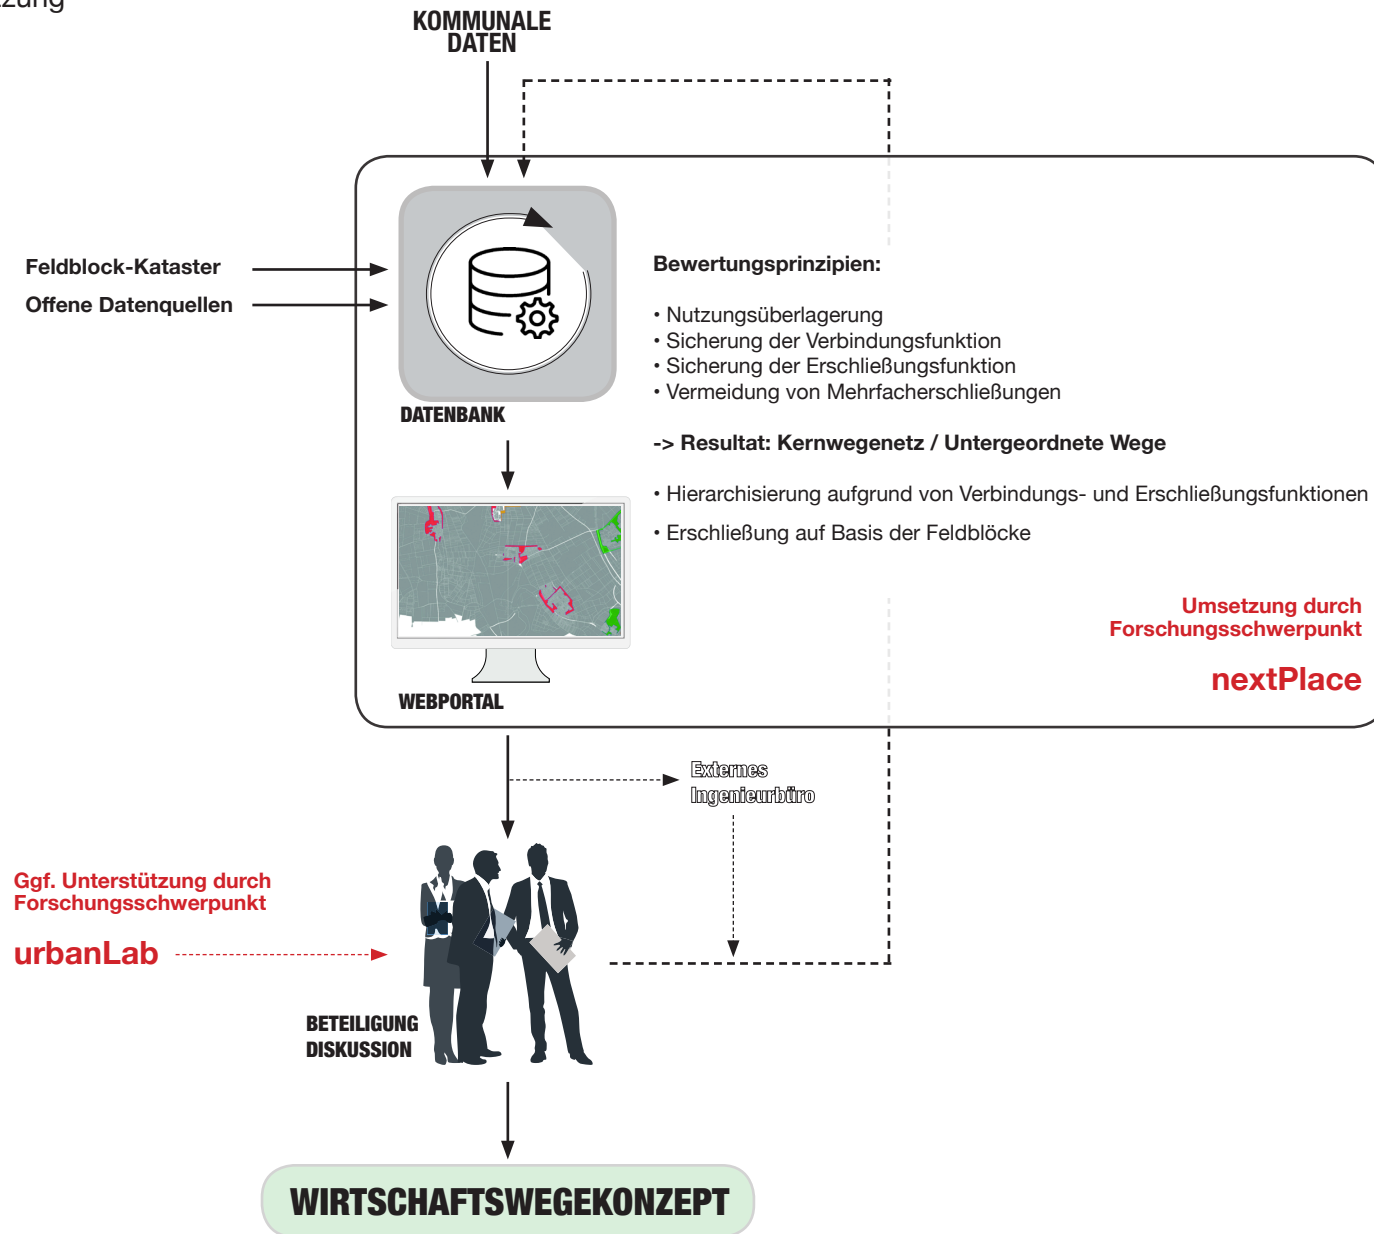 KOMMUNALE
DATEN
Feldblock-Kataster
Offene Datenquellen
DATENBANK
Bewertungsprinzipien:
• Nutzungsüberlagerung
• Sicherung der Verbindungsfunktion
• Sicherung der Erschließungsfunktion
• Vermeidung von Mehrfacherschließungen
-> Resultat: Kernwegenetz / Untergeordnete Wege
• Hierarchisierung aufgrund von Verbindungs- und Erschließungsfunktionen
• Erschließung auf Basis der Feldblöcke
Umsetzung durch
Forschungsschwerpunkt
nextPlace
WEBPORTAL
Externes
Ingenieurbüro
Ggf. Unterstützung durch
Forschungsschwerpunkt
urbanLab
BETEILIGUNG
DISKUSSION
WIRTSCHAFTSWEGEKONZEPT